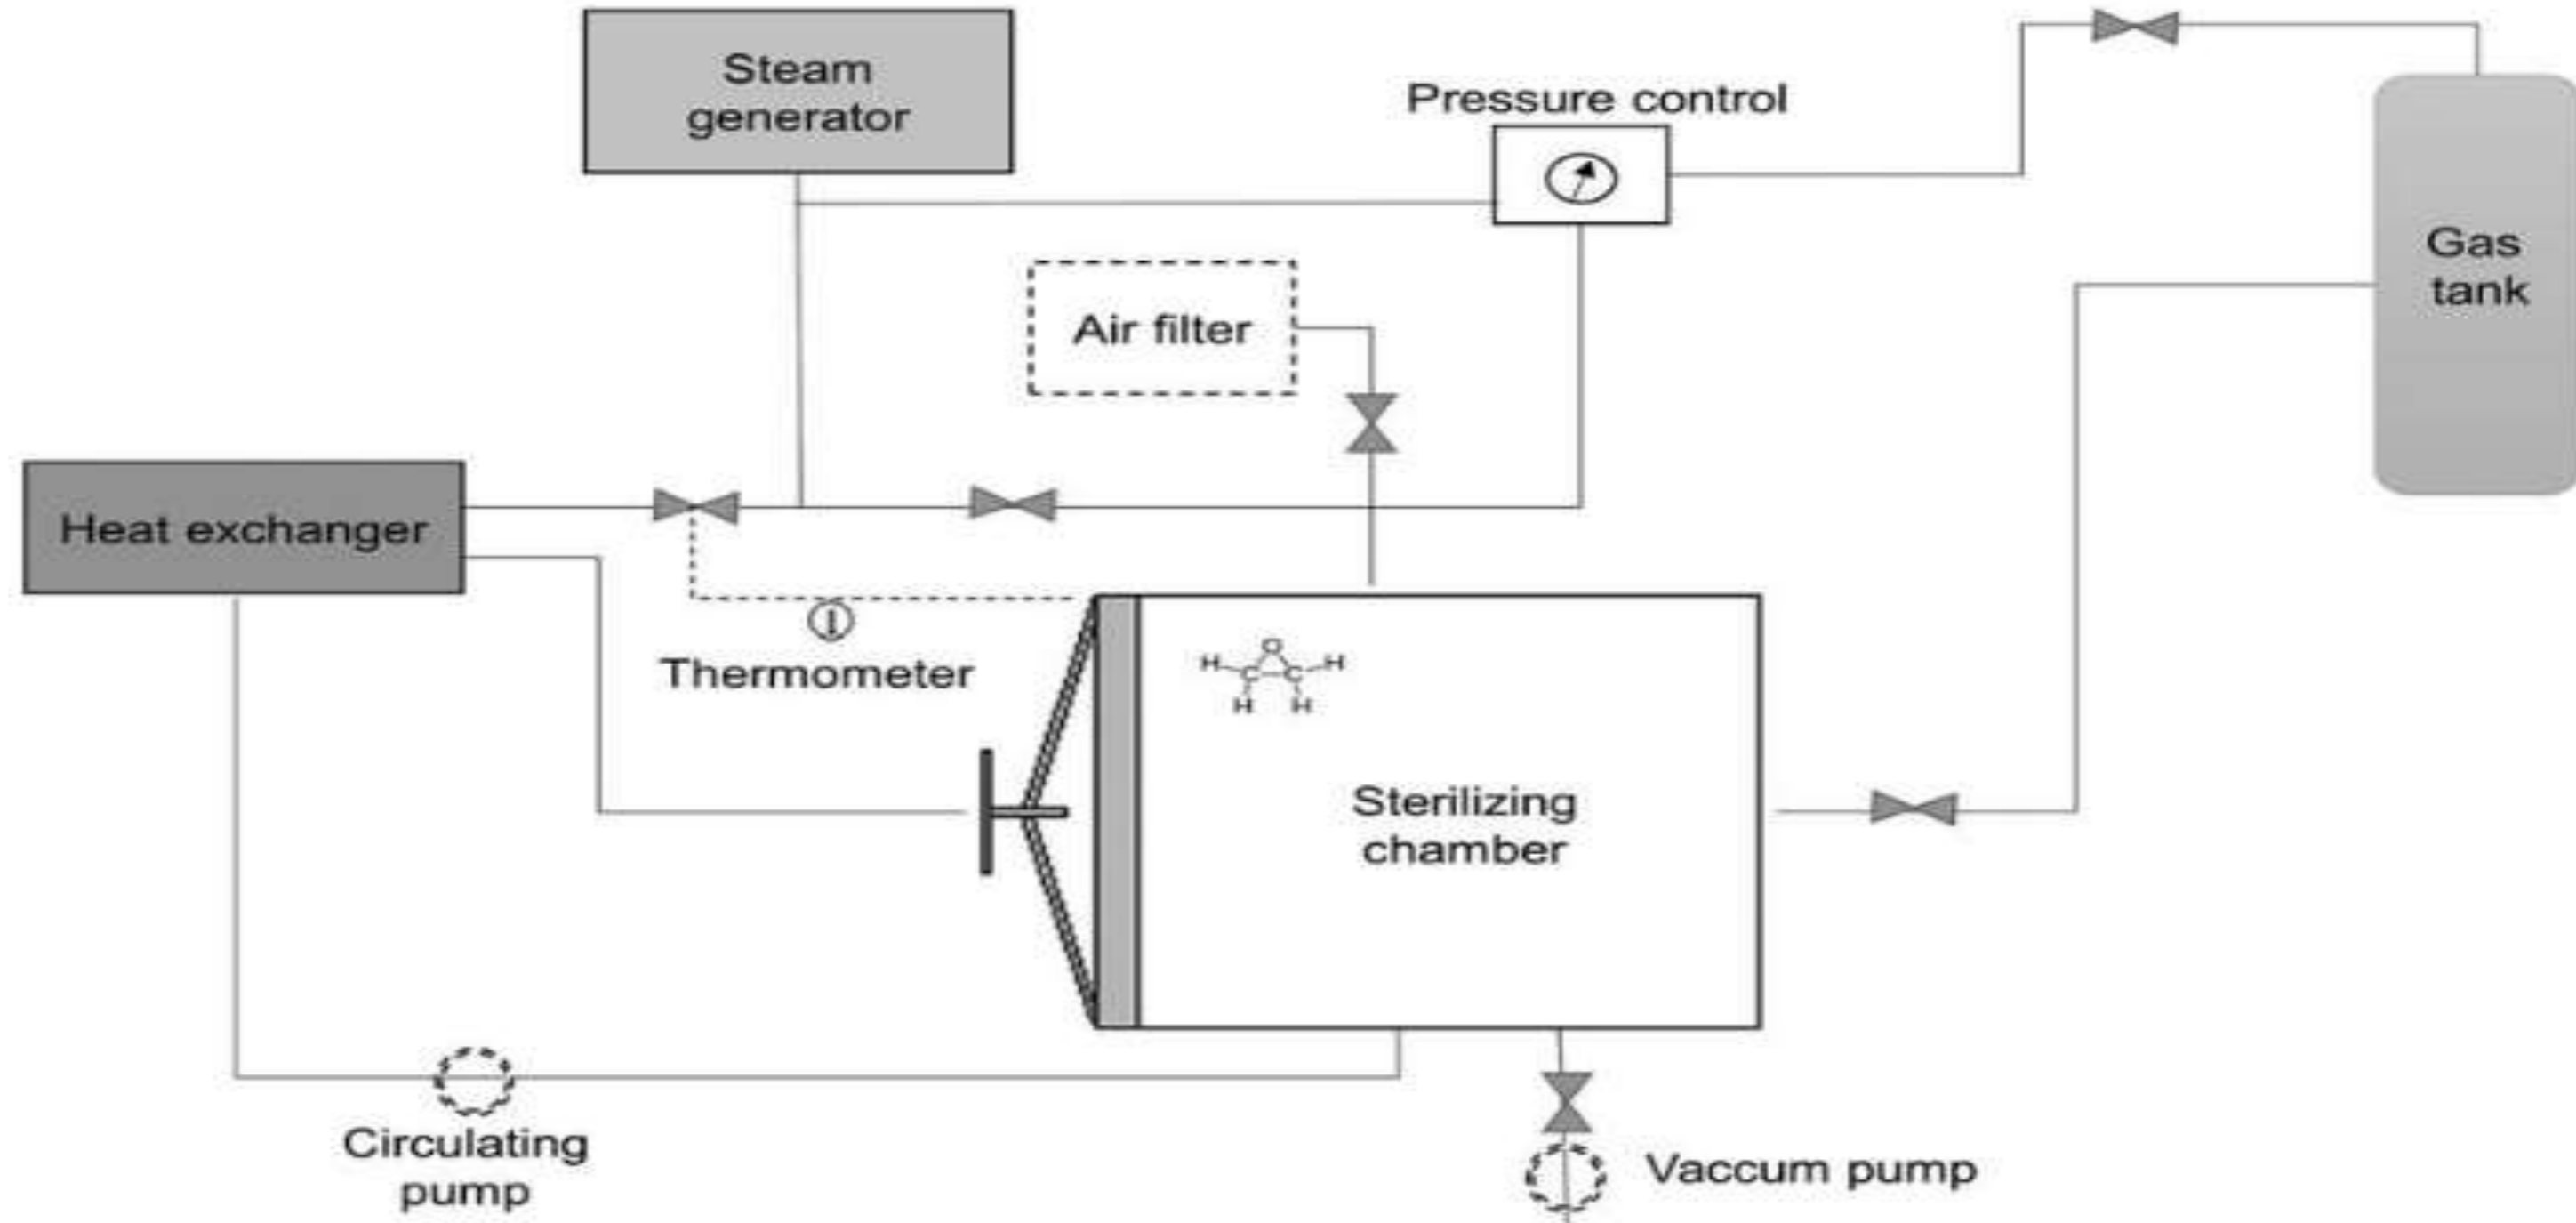 Steam
generator
Pressure control
Gas
tank
Air filter
Heat exchanger
Thermometer
O
H C C H
H H
Sterilizing
chamber
Circulating
pump
Vaccum pump